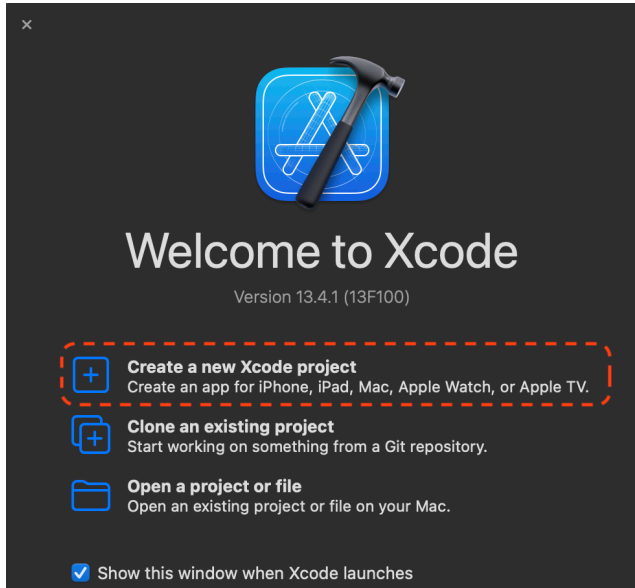 Welcome to Xcode
Version 13.4.1 (13F100)
Create a new Xcode project
Create an app for iPhone, iPad, Mac, Apple Watch, or Apple TV.
Clone an existing project
Start working on something from a Git repository.
Open a project or file
Open an existing project or file on your Mac.
Show this window when Xcode launches